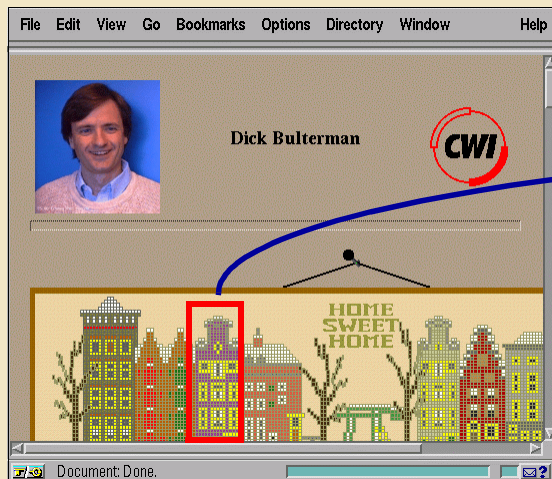 File Edit View Go Bookmarks Options Directory Window Help
Dick Bulterman
CWI
HOME
SWEET
HOME
Document: Done.
?